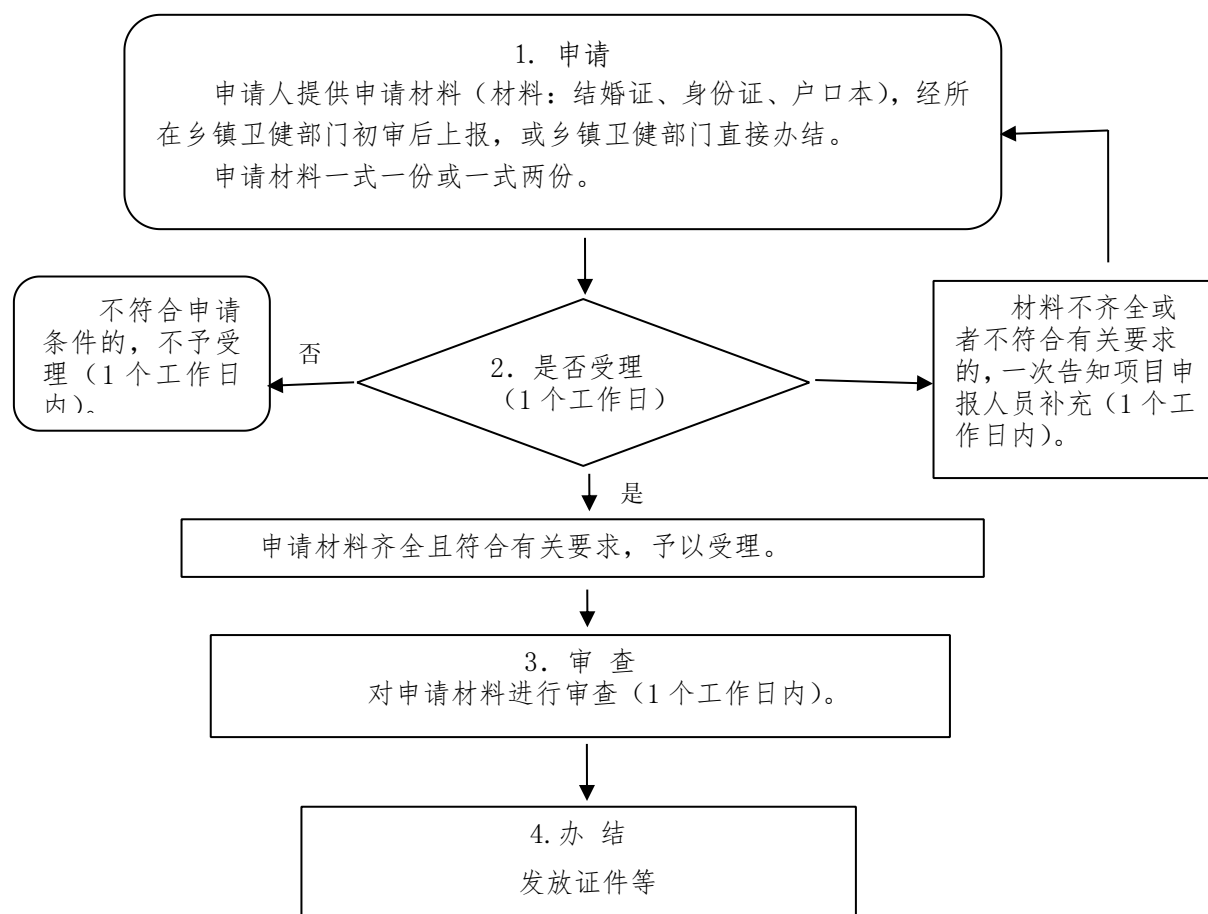 1. 申请
申请人提供申请材料（材料：结婚证、身份证、户口本），经所
在乡镇卫健部门初审后上报，或乡镇卫健部门直接办结。
申请材料一式一份或一式两份。
不符合申请
条件的，不予受
理（1个工作日
内）。
否
2. 是否受理
（1个工作日）
材料不齐全或
者不符合有关要求
的，一次告知项目申
报人员补充（1个工
作日内）。
是
申请材料齐全且符合有关要求，予以受理。
3. 审 查
对申请材料进行审查（1个工作日内）。
4.办 结
发放证件等